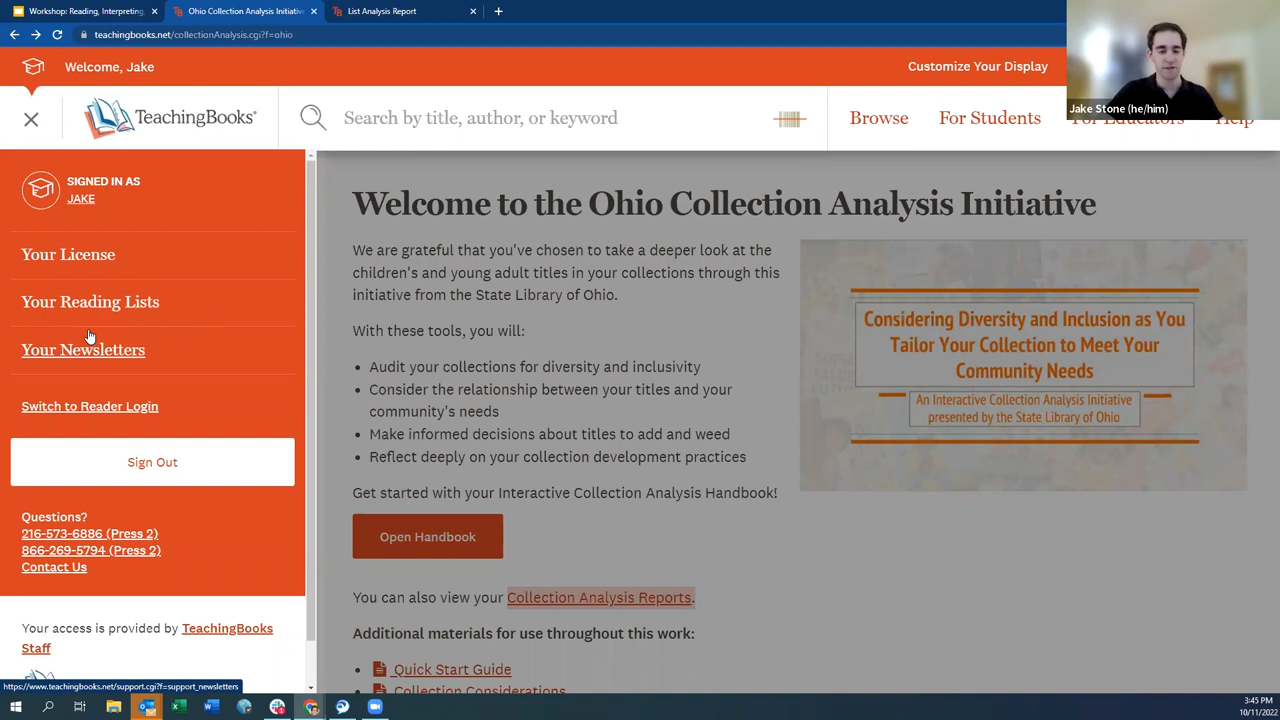 Workshop: Reading, Interpreting,
Ohio Collection Analysis Initiativ
List Analysis Report
teachingbooks.net/collectionAnalysis.cgi?f=ohio
Welcome, Jake
Customize Your Display
Jake Stone (he/him)
TeachingBooks
Search by title, author, or keyword
Browse
For Students
For Educators
Help
SIGNED IN AS
JAKE
Your License
Your Reading Lists
Your Newsletters
Switch to Reader Login
Sign Out
Questions?
216-573-6886 (Press 2)
866-269-5794 (Press 2)
Contact Us
Your access is provided by TeachingBooks
Staff
Welcome to the Ohio Collection Analysis Initiative
We are grateful that you've chosen to take a deeper look at the
children's and young adult titles in your collections through this
initiative from the State Library of Ohio.
With these tools, you will:
• Audit your collections for diversity and inclusivity
• Consider the relationship between your titles and your
community's needs
• Make informed decisions about titles to add and weed
• Reflect deeply on your collection development practices
Get started with your Interactive Collection Analysis Handbook!
Open Handbook
You can also view your Collection Analysis Reports.
Additional materials for use throughout this work:
• Quick Start Guide
• Collection Considerations
Considering Diversity and Inclusion as You
Tailor Your Collection to Meet Your
Community Needs
An Interactive Collection Analysis Initiative
presented by the State Library of Ohio
https://www.teachingbooks.net/support.cgi?f=support_newsletters
3:45 PM
10/11/2022